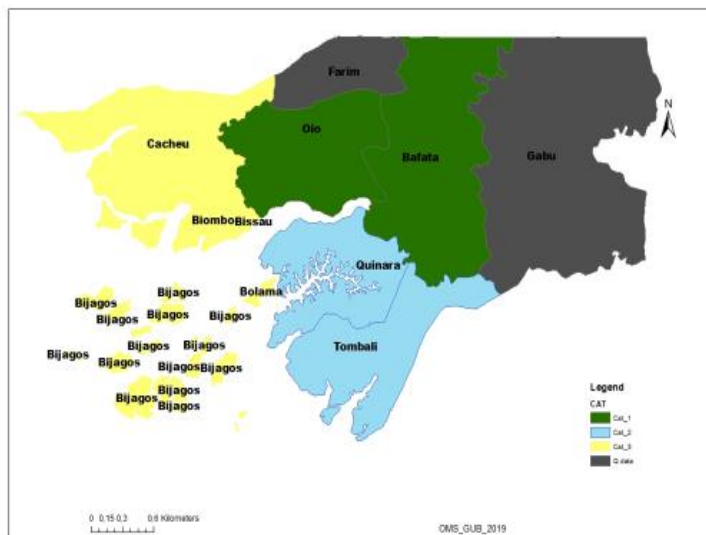 Farim
N
Oio
Cacheu
Bafata
Gabu
Biombo
Bissau
Quinara
Bolama
Bijagos
Bijagos
Bijagos
Bijagos
Bijagos
Bijagos
Bijagos
Bijagos
Bijagos
Bijagos
Bijagos
Bijagos
Bijagos
Tombali
Legend
CAT
Cat_1
Cat_2
Cat_3
0 0,15 0,3 0,6 Kilometers
OMS_GUB_2019